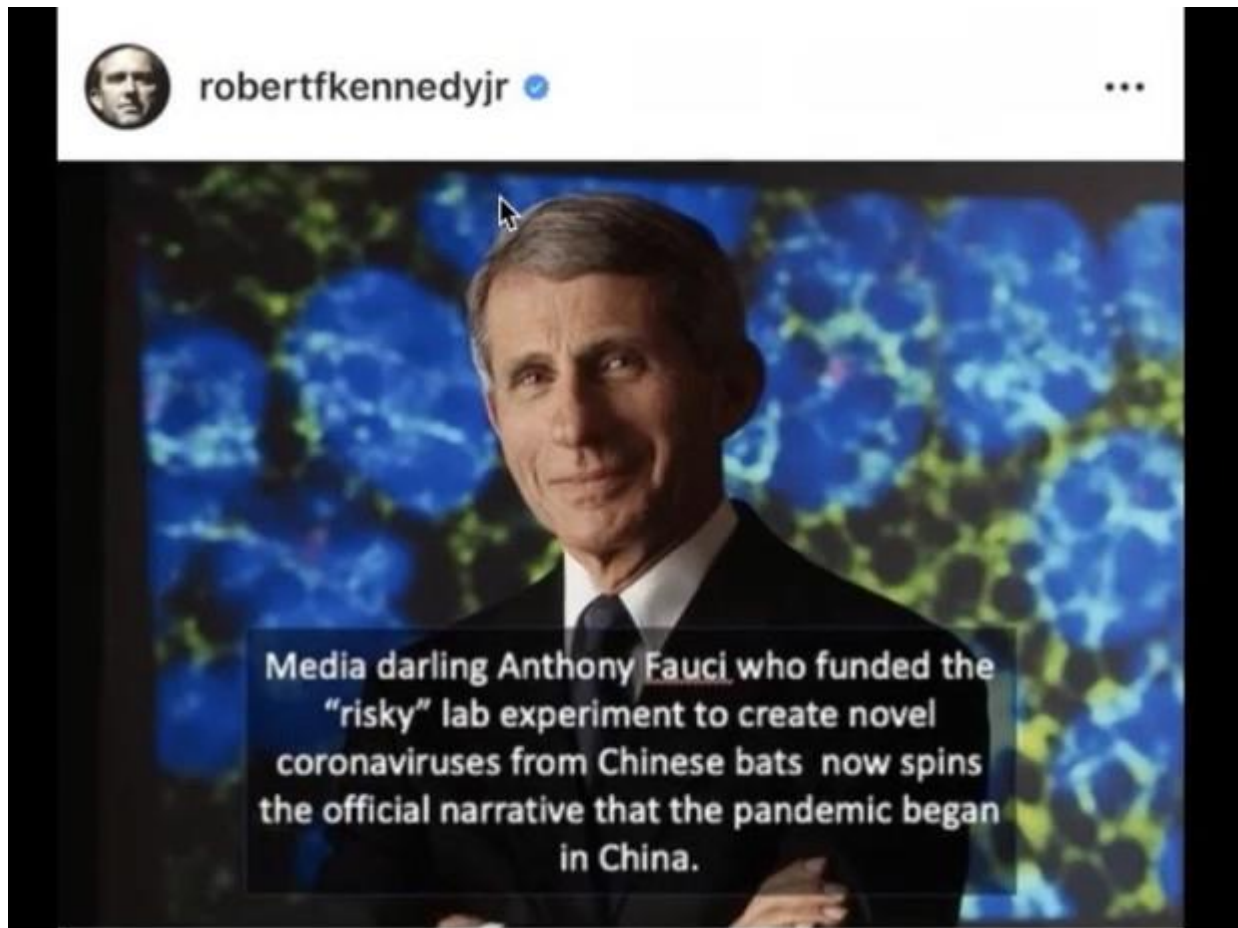 robertfkennedyjr
Media darling Anthony Fauci who funded the
“risky” lab experiment to create novel
coronaviruses from Chinese bats now spins
the official narrative that the pandemic began
in China.